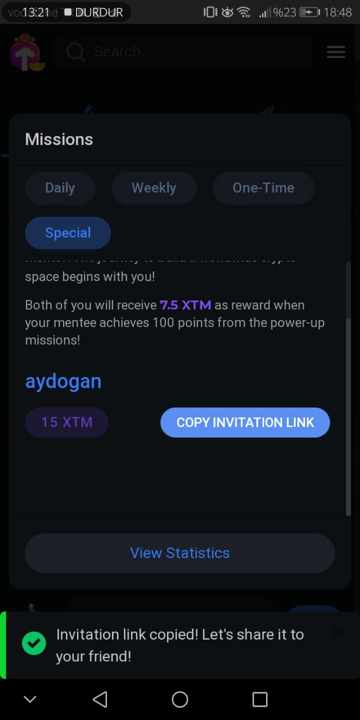 13:21 DURDUR %23 18:48
Search...
Missions
Daily Weekly One-Time
Special
space begins with you!
Both of you will receive 7.5 XTM as reward when
your mentee achieves 100 points from the power-up
missions!
aydogan
15 XTM COPY INVITATION LINK
View Statistics
Invitation link copied! Let's share it to
your friend!